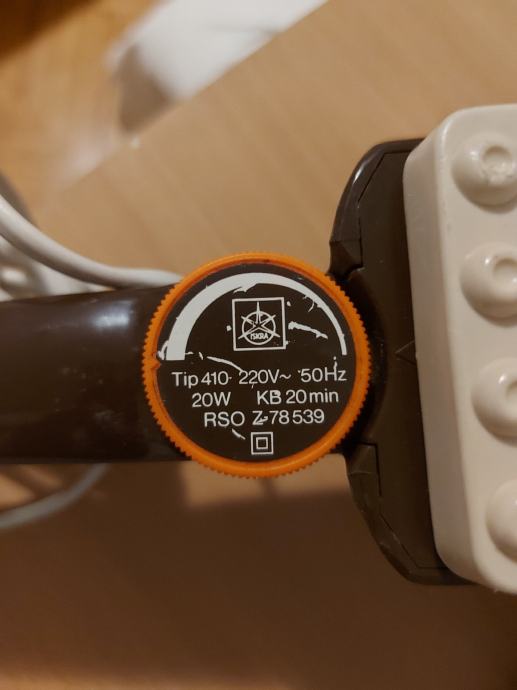 ISKRA
Tip 410 220V~ 50Hz
20W KB 20 min
RSO Z-78 539